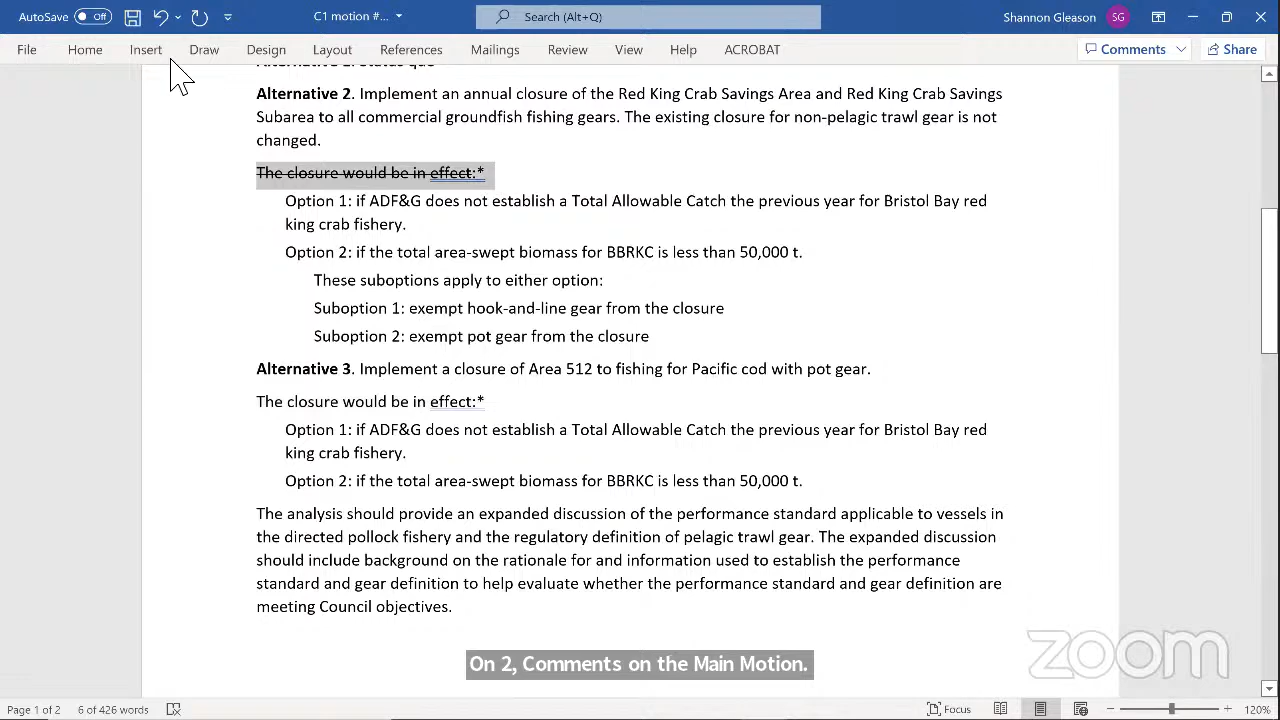 AutoSave Off C1 motion #... Search (Alt+Q) Shannon Gleason SG
File Home Insert Draw Design Layout References Mailings Review View Help ACROBAT Comments Share
Alternative 2. Implement an annual closure of the Red King Crab Savings Area and Red King Crab Savings
Subarea to all commercial groundfish fishing gears. The existing closure for non-pelagic trawl gear is not
changed.
The closure would be in effect:*
Option 1: if ADF&G does not establish a Total Allowable Catch the previous year for Bristol Bay red
king crab fishery.
Option 2: if the total area-swept biomass for BBRKC is less than 50,000 t.
These suboptions apply to either option:
Suboption 1: exempt hook-and-line gear from the closure
Suboption 2: exempt pot gear from the closure
Alternative 3. Implement a closure of Area 512 to fishing for Pacific cod with pot gear.
The closure would be in effect:*
Option 1: if ADF&G does not establish a Total Allowable Catch the previous year for Bristol Bay red
king crab fishery.
Option 2: if the total area-swept biomass for BBRKC is less than 50,000 t.
The analysis should provide an expanded discussion of the performance standard applicable to vessels in
the directed pollock fishery and the regulatory definition of pelagic trawl gear. The expanded discussion
should include background on the rationale for and information used to establish the performance
standard and gear definition to help evaluate whether the performance standard and gear definition are
meeting Council objectives.
zoom
On 2, Comments on the Main Motion.
Page 1 of 2 6 of 426 words Focus 120%